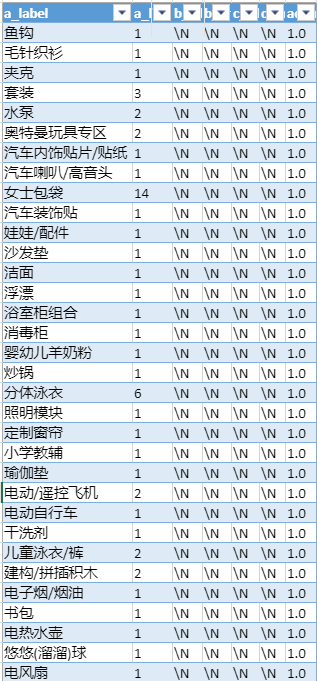 a_label a_ b b c c ac
鱼钩 1 \N \N \N \N 1.0
毛针织衫 1 \N \N \N \N 1.0
夹克 1 \N \N \N \N 1.0
套装 3 \N \N \N \N 1.0
水泵 2 \N \N \N \N 1.0
奥特曼玩具专区 2 \N \N \N \N 1.0
汽车内饰贴片/贴纸 1 \N \N \N \N 1.0
汽车喇叭/高音头 1 \N \N \N \N 1.0
女士包袋 14 \N \N \N \N 1.0
汽车装饰贴 1 \N \N \N \N 1.0
娃娃/配件 1 \N \N \N \N 1.0
沙发垫 1 \N \N \N \N 1.0
洁面 1 \N \N \N \N 1.0
浮漂 1 \N \N \N \N 1.0
浴室柜组合 1 \N \N \N \N 1.0
消毒柜 1 \N \N \N \N 1.0
婴幼儿羊奶粉 1 \N \N \N \N 1.0
炒锅 1 \N \N \N \N 1.0
分体泳衣 6 \N \N \N \N 1.0
照明模块 1 \N \N \N \N 1.0
定制窗帘 1 \N \N \N \N 1.0
小学教辅 1 \N \N \N \N 1.0
瑜伽垫 1 \N \N \N \N 1.0
电动/遥控飞机 2 \N \N \N \N 1.0
电动自行车 1 \N \N \N \N 1.0
干洗剂 1 \N \N \N \N 1.0
儿童泳衣/裤 2 \N \N \N \N 1.0
建构/拼插积木 2 \N \N \N \N 1.0
电子烟/烟油 1 \N \N \N \N 1.0
书包 1 \N \N \N \N 1.0
电热水壶 1 \N \N \N \N 1.0
悠悠(溜溜)球 1 \N \N \N \N 1.0
电风扇 1 \N \N \N \N 1.0